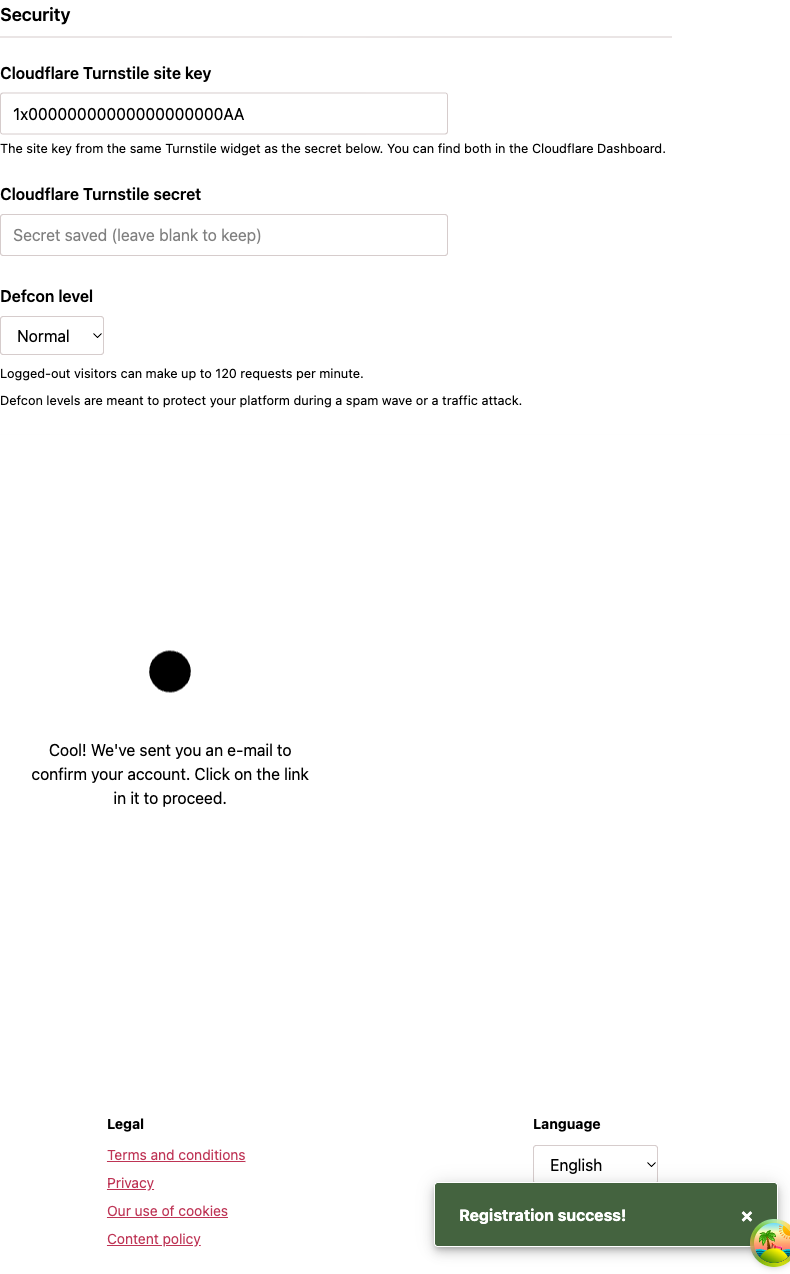 Security
Cloudflare Turnstile site key
1x00000000000000000000AA
The site key from the same Turnstile widget as the secret below. You can find both in the Cloudflare Dashboard.
Cloudflare Turnstile secret
Secret saved (leave blank to keep)
Defcon level
Normal
Logged-out visitors can make up to 120 requests per minute.
Defcon levels are meant to protect your platform during a spam wave or a traffic attack.
Cool! We've sent you an e-mail to
confirm your account. Click on the link
in it to proceed.
Legal
Terms and conditions
Privacy
Our use of cookies
Content policy
Language
English
Registration success!